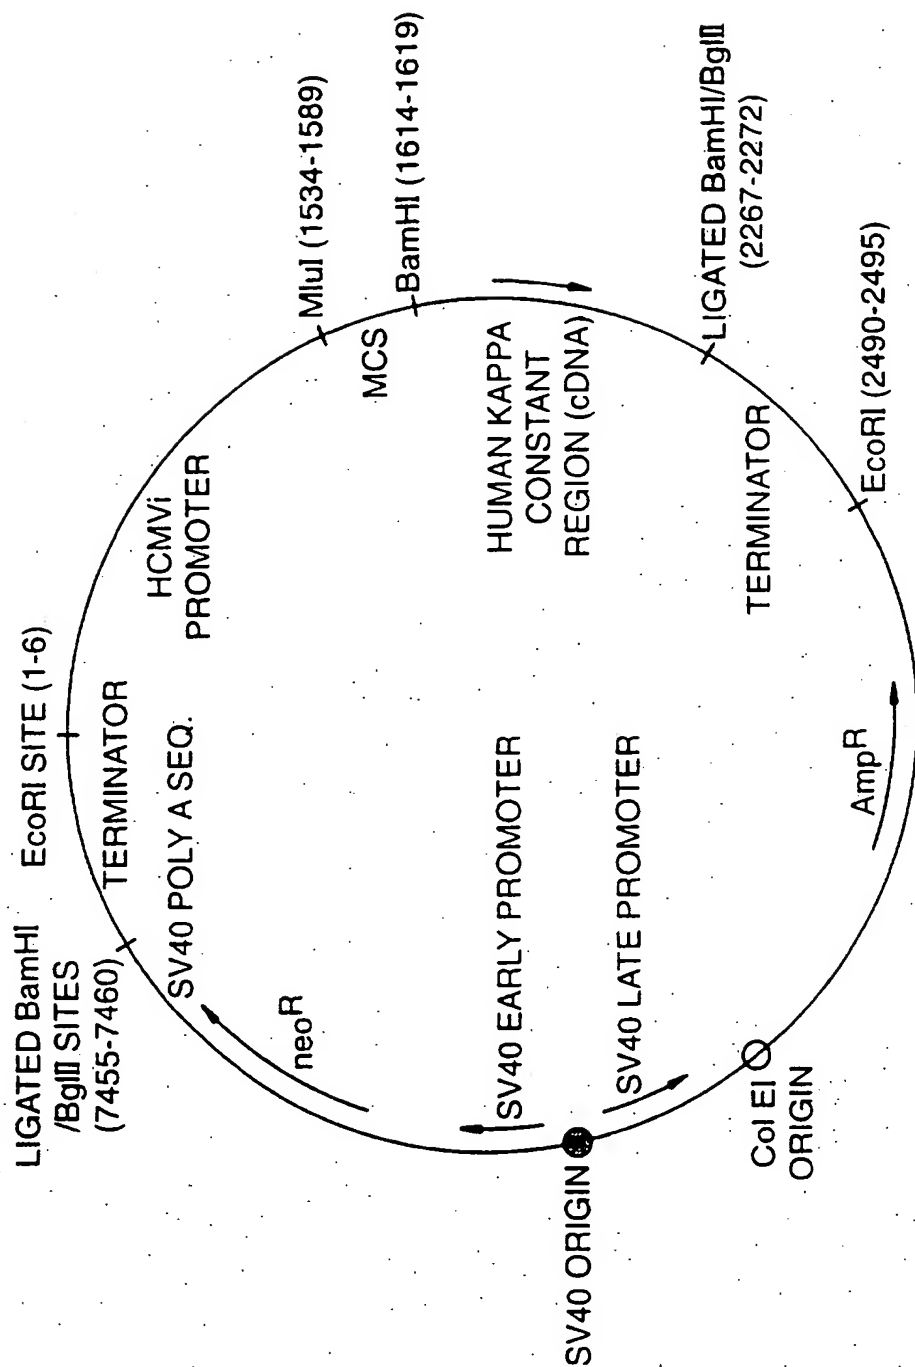 LIGATED BamHI
/BglII SITES
(7455-7460)
EcoRI SITE (1-6)
TERMINATOR
SV40 POLY A SEQ.
HCMVi
PROMOTER
MluI (1534-1589)
MCS
BamHI (1614-1619)
HUMAN KAPPA
CONSTANT
REGION (cDNA)
LIGATED BamHI/BglII
(2267-2272)
TERMINATOR
EcoRI (2490-2495)
AmpR
Col EI
ORIGIN
SV40 LATE PROMOTER
SV40 ORIGIN
SV40 EARLY PROMOTER
neoR